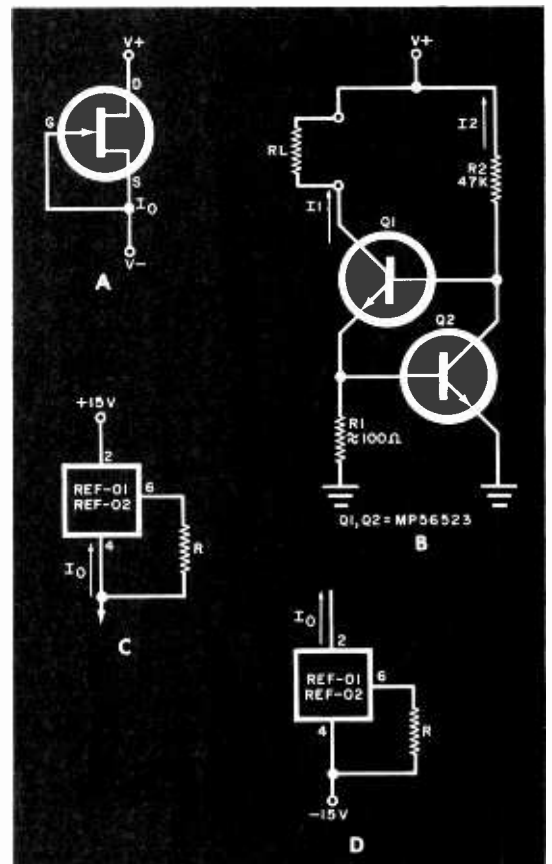 V+
D
G
S
I0
V-
A
V+
RL
I2
R2
47K
I1
Q1
Q2
R1
≈100Ω
Q1,Q2=MPS6523
B
+15V
2
REF-01
REF-02
6
4
I0
R
C
I0
2
REF-01
REF-02
6
4
R
-15V
D